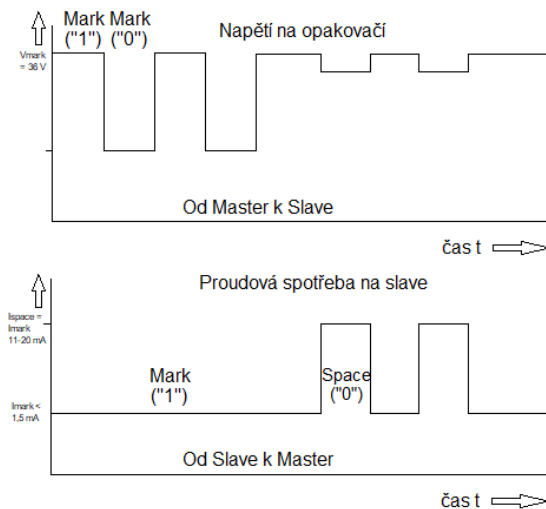 Mark Mark
("1") ("0")
Napětí na opakovačí
Vmark
= 36 V
Od Master k Slave
čas t
Proudová spotřeba na slave
Ispace =
Imark
11-20 mA
Mark
("1")
Space
("0")
Imark <
1,5 mA
Od Slave k Master
čas t